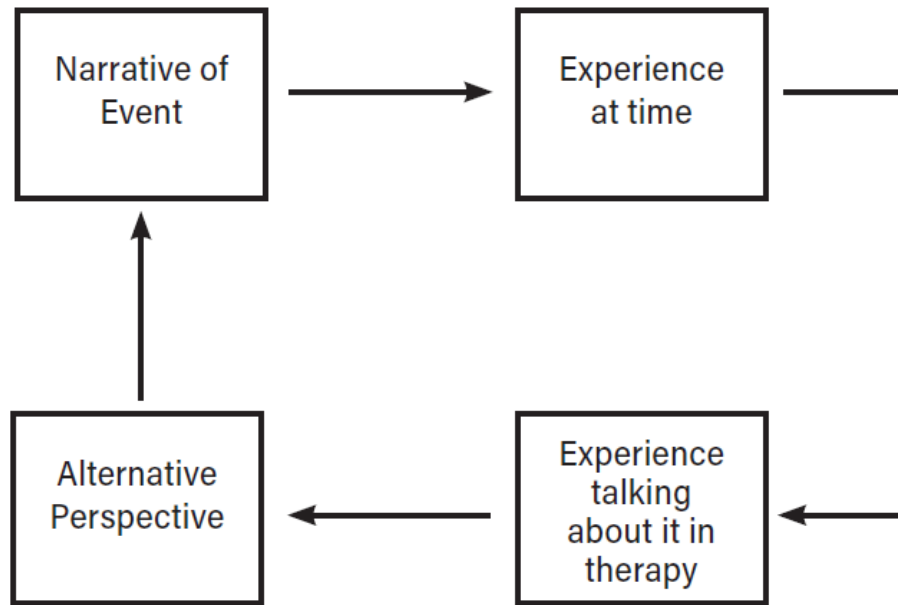 Narrative of
Event
Experience
at time
Alternative
Perspective
Experience
talking
about it in
therapy